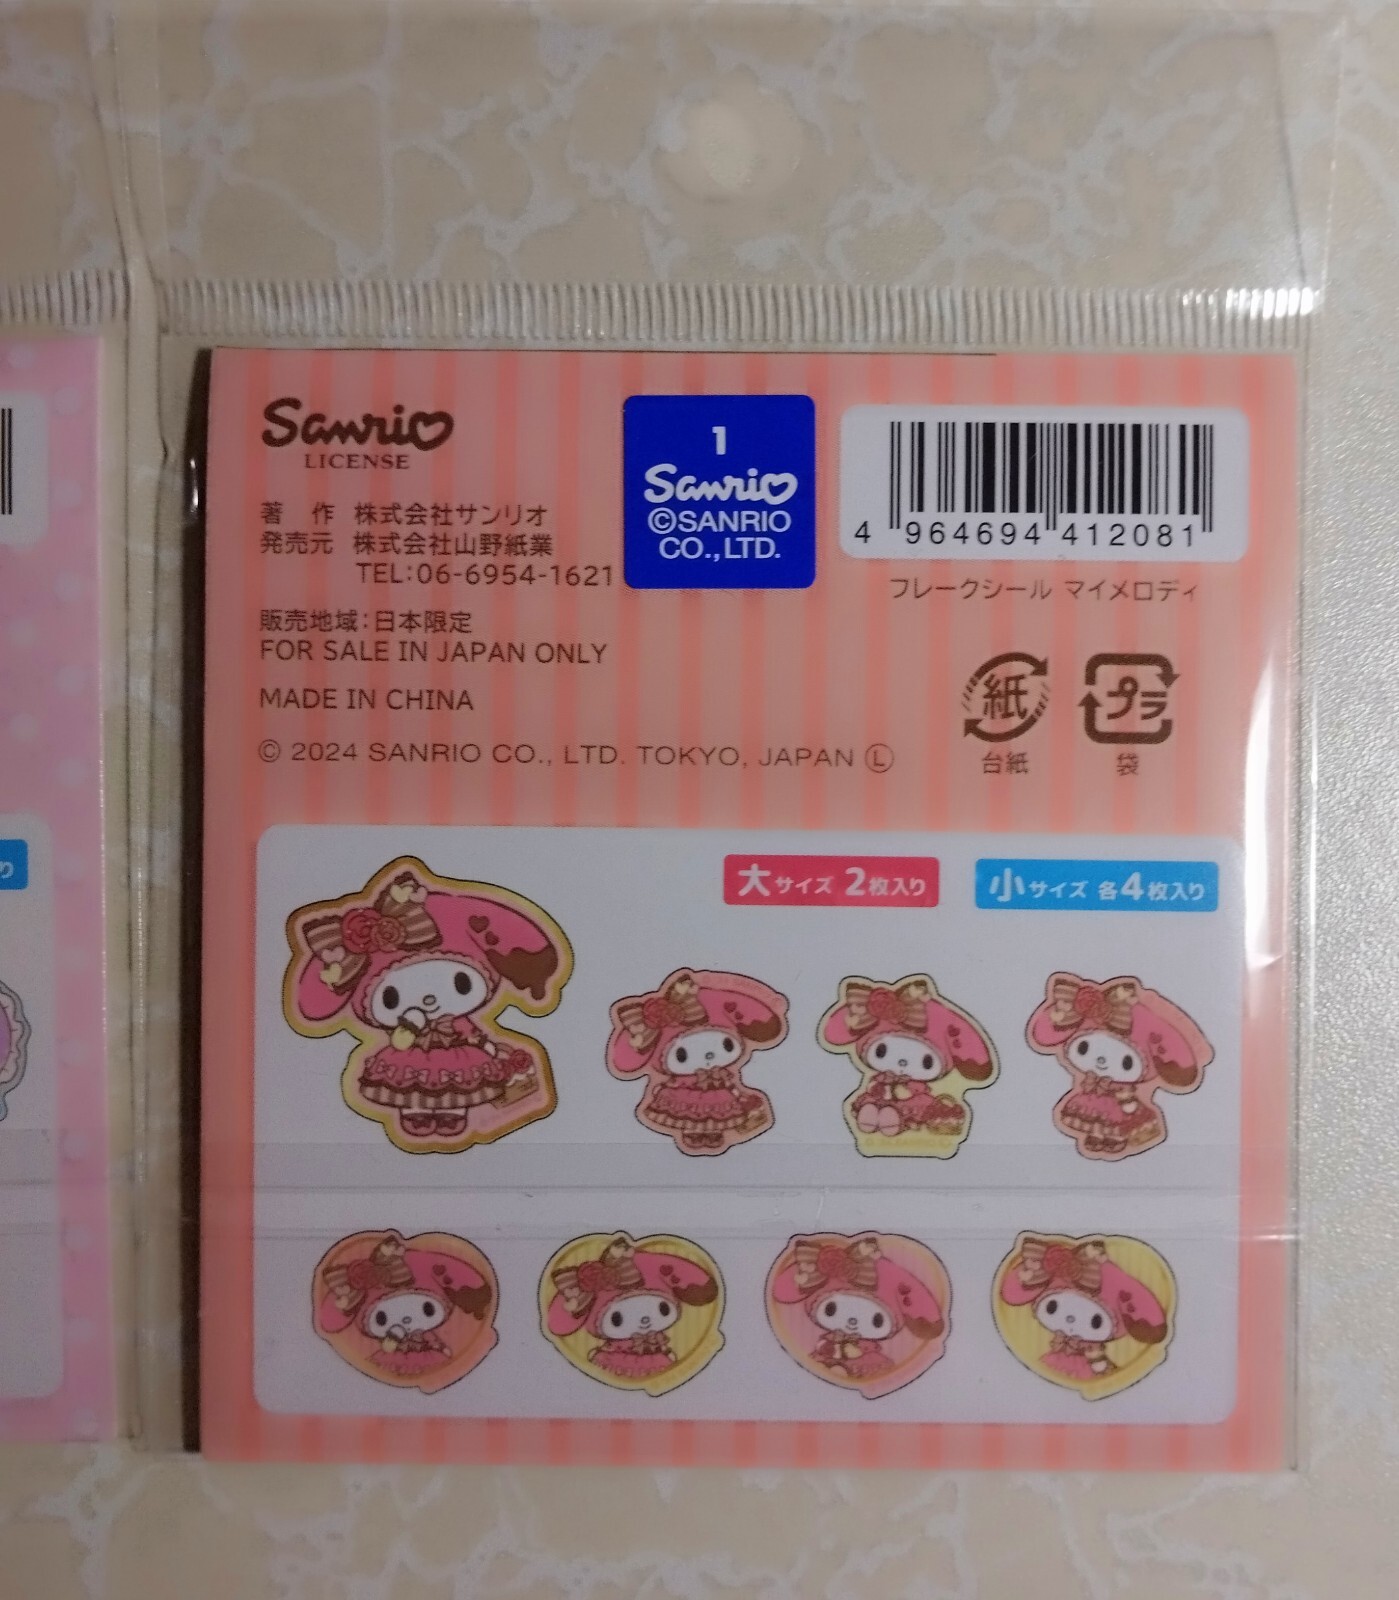 Sanrio
LICENSE
著 作 株式会社サンリオ
発売元 株式会社山野紙業
TEL:06-6954-1621
販売地域:日本限定
FOR SALE IN JAPAN ONLY
MADE IN CHINA
© 2024 SANRIO CO., LTD. TOKYO, JAPAN Ⓛ
1
Sanrio
©SANRIO
CO.,LTD.
4 964694 412081
フレークシール マイメロディ
紙
台紙
プラ
袋
大サイズ 2枚入り
小サイズ 各4枚入り
り